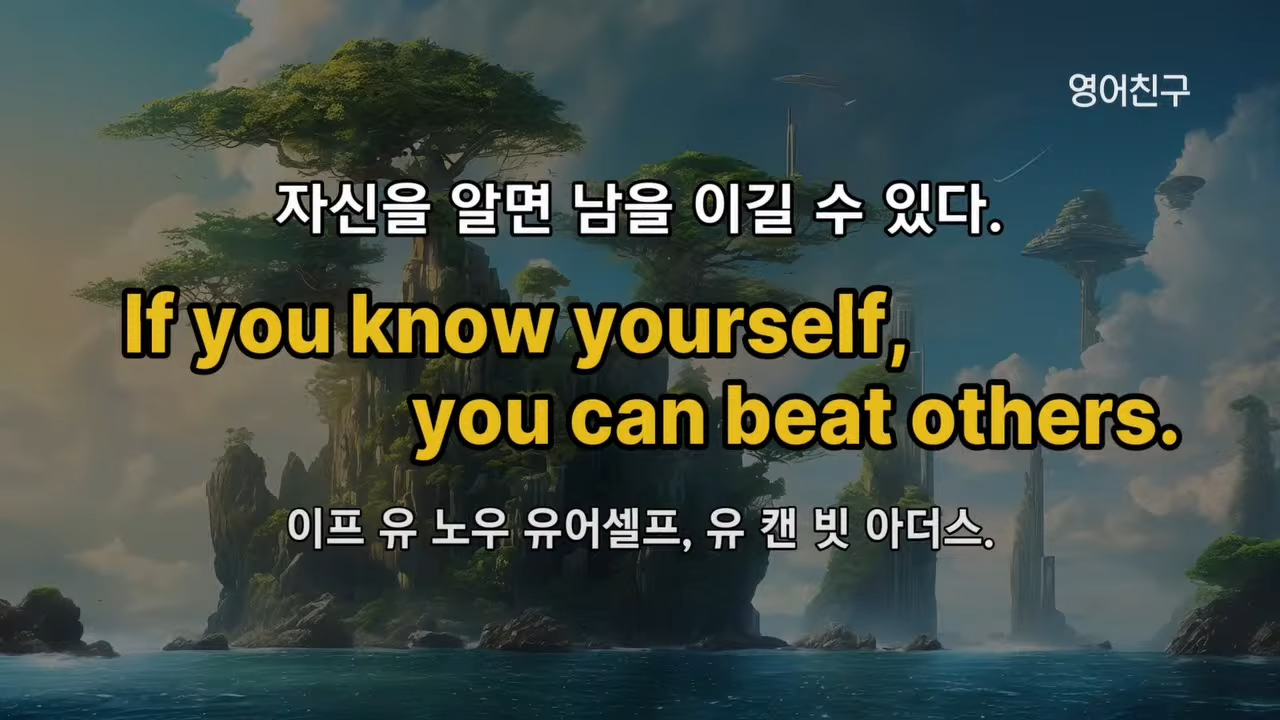 영어친구
자신을 알면 남을 이길 수 있다.
If you know yourself,
you can beat others.
이프 유 노우 유어셀프, 유 캔 빗 아더스.